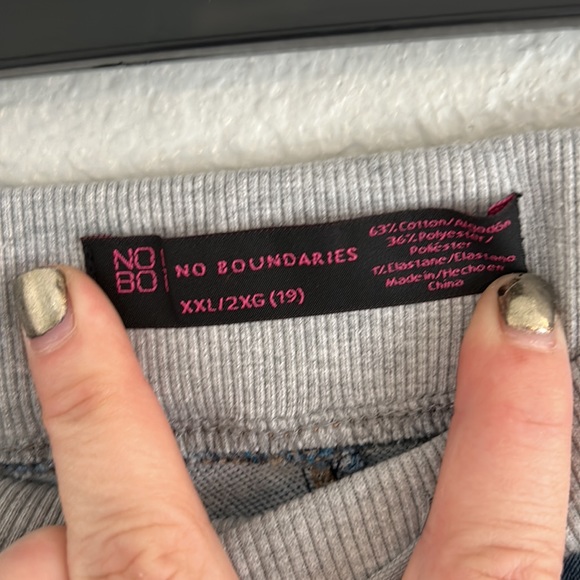 NO
BO
NO BOUNDARIES
XXL/2XG (19)
63% Cotton/Algodón
36% Polyester/
Poliéster
1% Elastane/Elastano
Made in/Hecho en
China